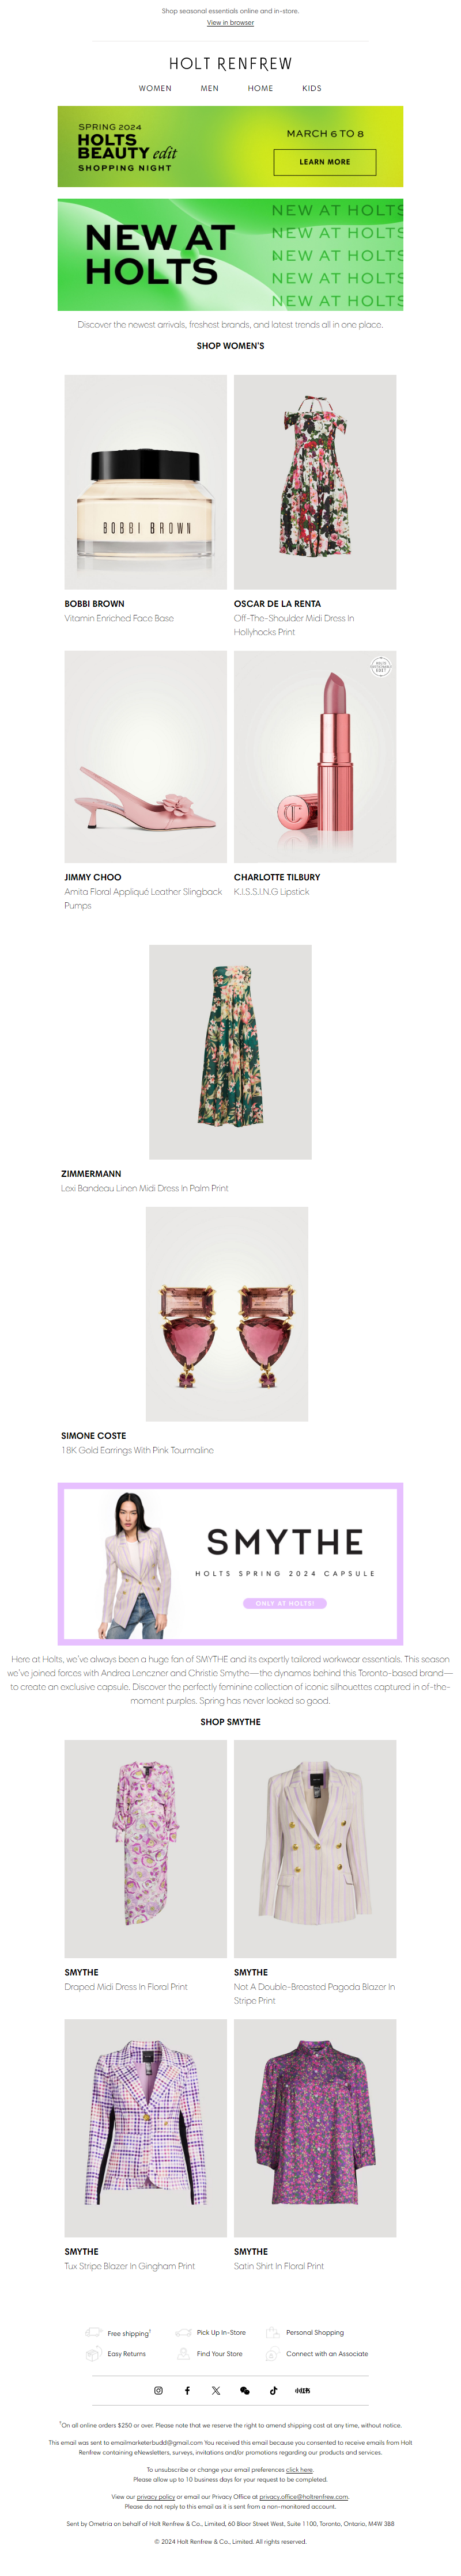 Shop seasonal essentials online and in-store.
View in browser
HOLT RENFREW
WOMEN MEN HOME KIDS
SPRING 2024
HOLTS
BEAUTY edit
SHOPPING NIGHT
MARCH 6 TO 8
LEARN MORE
NEW AT
HOLTS
NEW AT HOLTS
NEW AT HOLTS
NEW AT HOLTS
NEW AT HOLTS
NEW AT HOLTS
Discover the newest arrivals, freshest brands, and latest trends all in one place.
SHOP WOMEN'S
BOBBI BROWN
BOBBI BROWN
Vitamin Enriched Face Base
OSCAR DE LA RENTA
Off-The-Shoulder Midi Dress In
Hollyhocks Print
JIMMY CHOO
Amita Floral Appliqué Leather Slingback
Pumps
CHARLOTTE TILBURY
K.I.S.S.I.N.G Lipstick
ZIMMERMANN
Lexi Bandeau Linen Midi Dress In Palm Print
SIMONE COSTE
18K Gold Earrings With Pink Tourmaline
SMYTHE
HOLTS SPRING 2024 CAPSULE
ONLY AT HOLTS!
Here at Holts, we've always been a huge fan of SMYTHE and its expertly tailored workwear essentials. This season
we've joined forces with Andrea Lenczner and Christie Smythe—the dynamos behind this Toronto-based brand—
to create an exclusive capsule. Discover the perfectly feminine collection of iconic silhouettes captured in of-the-
moment purples. Spring has never looked so good.
SHOP SMYTHE
SMYTHE
Draped Midi Dress In Floral Print
SMYTHE
Not A Double-Breasted Pagoda Blazer In
Stripe Print
SMYTHE
Tux Stripe Blazer In Gingham Print
SMYTHE
Satin Shirt In Floral Print
Free shipping†
Pick Up In-Store
Personal Shopping
Easy Returns
Find Your Store
Connect with an Associate
小红书
†On all online orders $250 or over. Please note that we reserve the right to amend shipping cost at any time, without notice.
This email was sent to emailmarketerbudd@gmail.com You received this email because you consented to receive emails from Holt
Renfrew containing eNewsletters, surveys, invitations and/or promotions regarding our products and services.
To unsubscribe or change your email preferences click here.
Please allow up to 10 business days for your request to be completed.
View our privacy policy or email our Privacy Office at privacy.office@holtrenfrew.com.
Please do not reply to this email as it is sent from a non-monitored account.
Sent by Ometria on behalf of Holt Renfrew & Co., Limited, 60 Bloor Street West, Suite 1100, Toronto, Ontario, M4W 3B8
© 2024 Holt Renfrew & Co., Limited. All rights reserved.